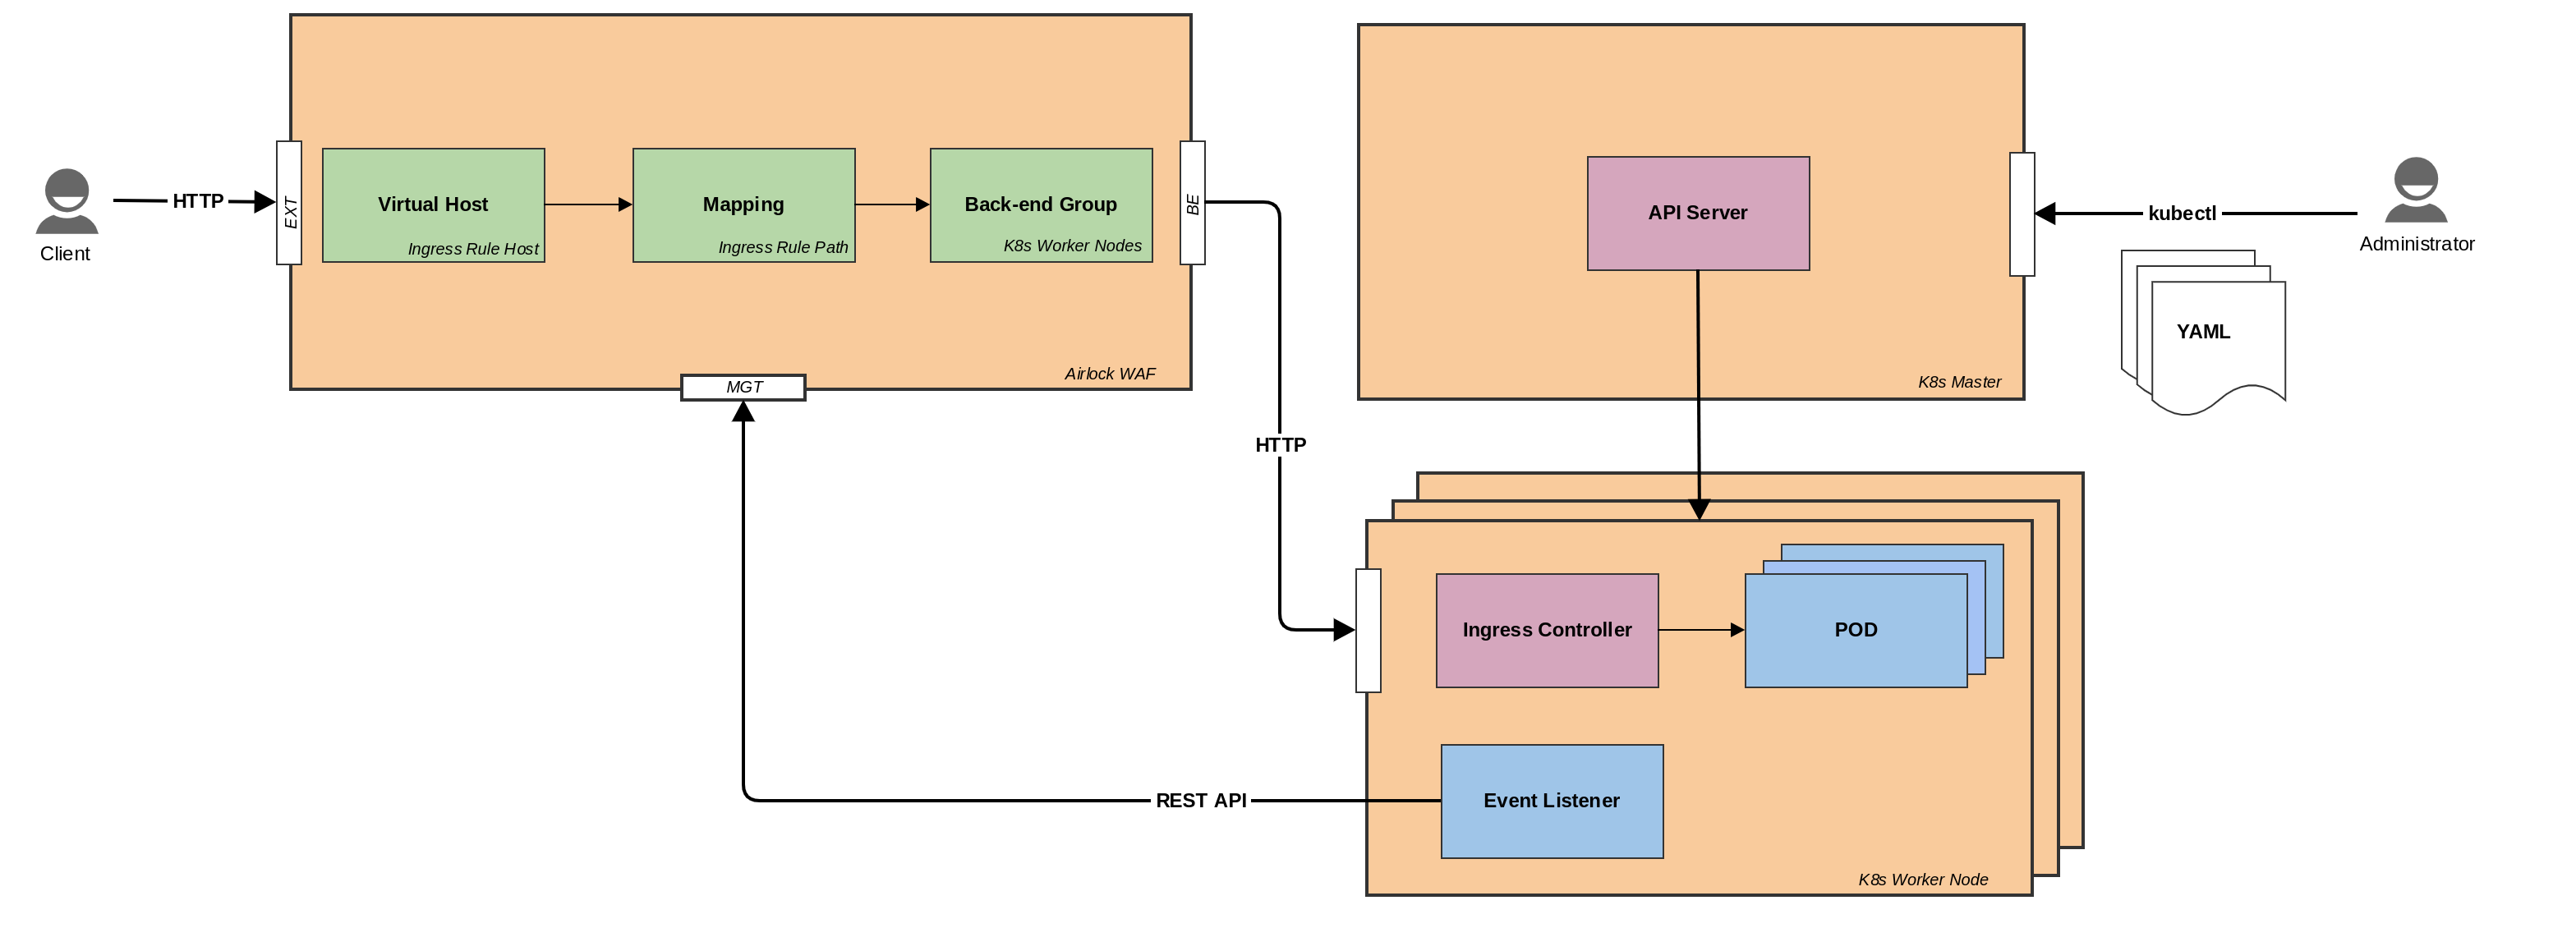 Client
HTTP
EXT
Virtual Host
Ingress Rule Host
Mapping
Ingress Rule Path
Back-end Group
K8s Worker Nodes
BE
Airlock WAF
MGT
HTTP
API Server
K8s Master
kubectl
Administrator
YAML
Ingress Controller
POD
Event Listener
REST API
K8s Worker Node